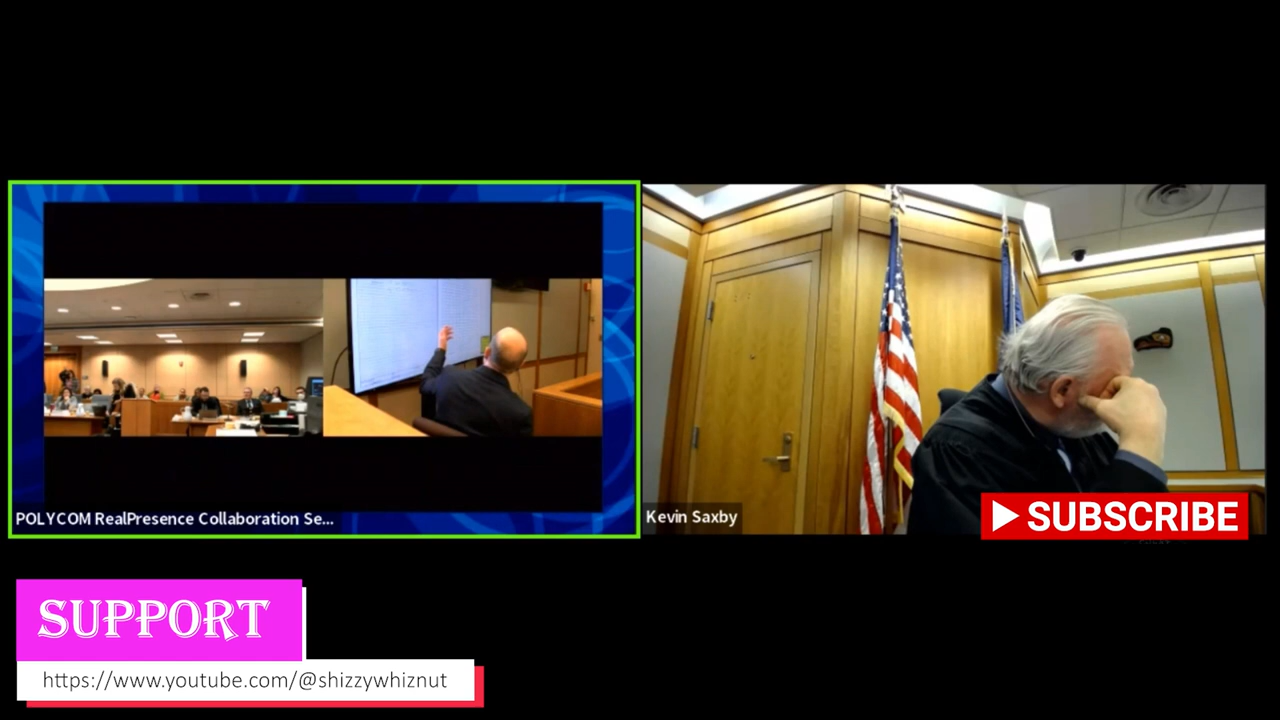 POLYCOM RealPresence Collaboration Se...
Kevin Saxby
SUBSCRIBE
SUPPORT
https://www.youtube.com/@shizzywhiznut